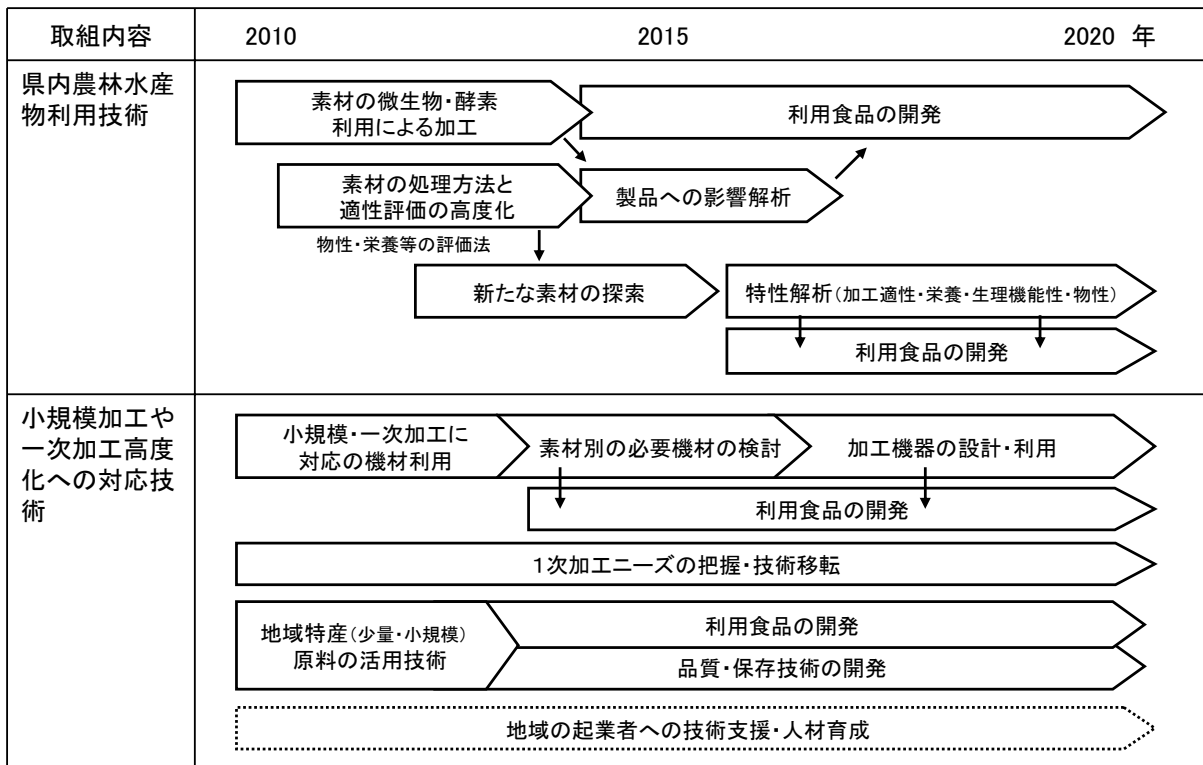 取組内容
2010
2015
2020 年
県内農林水産
物利用技術
素材の微生物・酵素
利用による加工
利用食品の開発
素材の処理方法と
適性評価の高度化
製品への影響解析
物性・栄養等の評価法
新たな素材の探索
特性解析(加工適性・栄養・生理機能性・物性)
利用食品の開発
小規模加工や
一次加工高度
化への対応技
術
小規模・一次加工に
対応の機材利用
素材別の必要機材の検討
加工機器の設計・利用
利用食品の開発
1次加工ニーズの把握・技術移転
地域特産(少量・小規模)
原料の活用技術
利用食品の開発
品質・保存技術の開発
地域の起業者への技術支援・人材育成